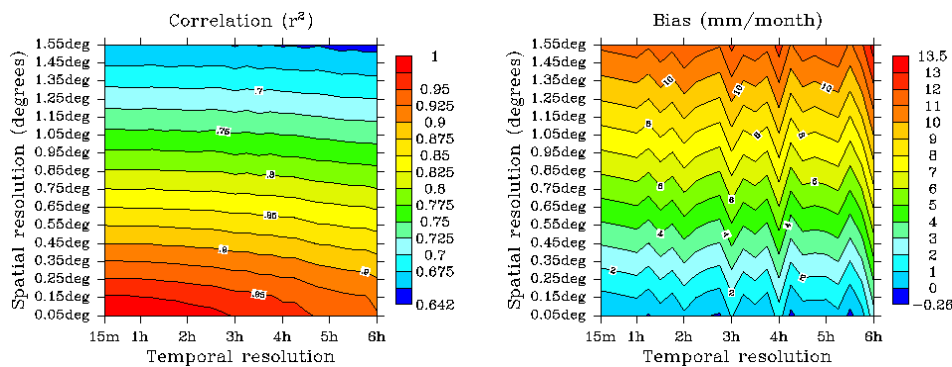 Correlation (r²)
Spatial resolution (degrees)
1.55deg
1.45deg
1.35deg
1.25deg
1.15deg
1.05deg
0.95deg
0.85deg
0.75deg
0.65deg
0.55deg
0.45deg
0.35deg
0.25deg
0.15deg
0.05deg
.7
.75
.8
.85
.9
.9
.95
15m 1h 2h 3h 4h 5h 6h
Temporal resolution
1
0.95
0.925
0.9
0.875
0.85
0.825
0.8
0.775
0.75
0.725
0.7
0.675
0.642
Bias (mm/month)
Spatial resolution (degrees)
1.55deg
1.45deg
1.35deg
1.25deg
1.15deg
1.05deg
0.95deg
0.85deg
0.75deg
0.65deg
0.55deg
0.45deg
0.35deg
0.25deg
0.15deg
0.05deg
10
10
10
8
8
8
6
6
6
4
4
4
2
2
2
15m 1h 2h 3h 4h 5h 6h
Temporal resolution
13.5
13
12
11
10
9
8
7
6
5
4
3
2
1
0
-0.26